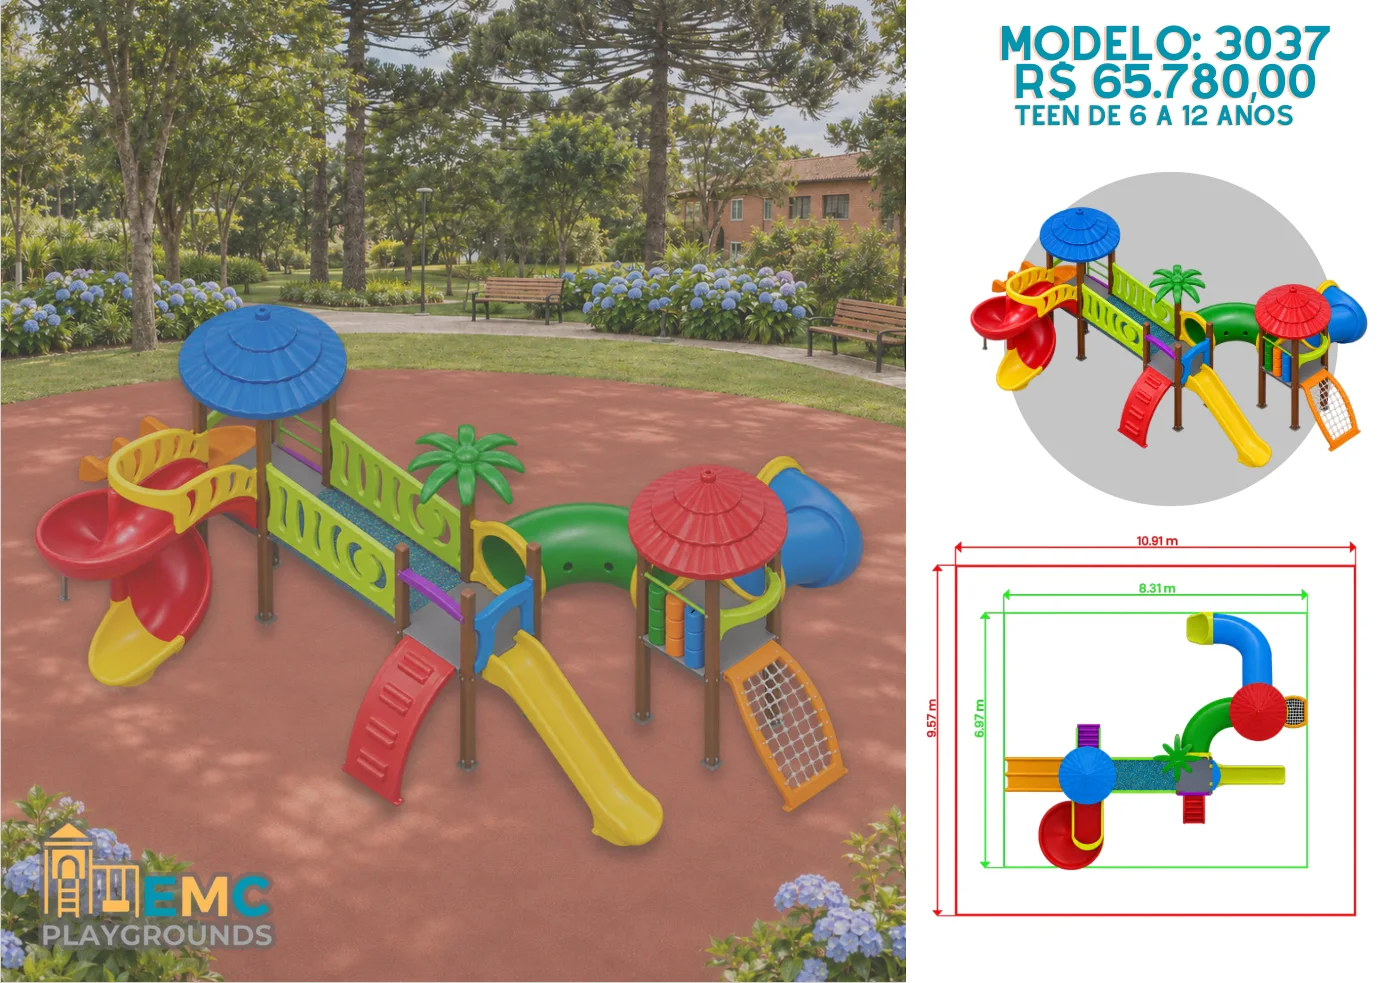 MODELO: 3037
R$ 65.780,00
TEEN DE 6 A 12 ANOS
10.91 m
8.31 m
9.57 m
6.97 m
EMC
PLAYGROUNDS